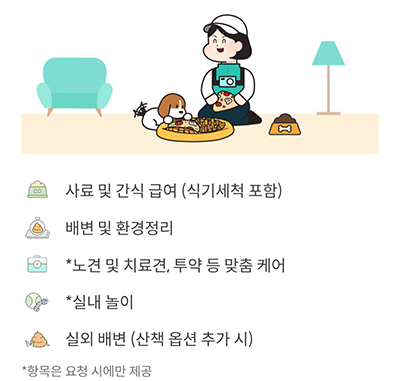 사료 및 간식 급여 (식기세척 포함)
배변 및 환경정리
*노견 및 치료견, 투약 등 맞춤 케어
*실내 놀이
실외 배변 (산책 옵션 추가 시)
*항목은 요청 시에만 제공